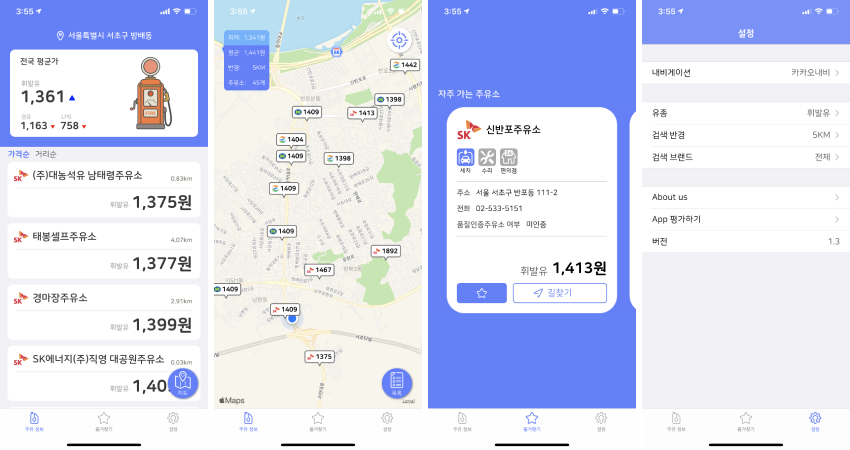 3:55
서울특별시 서초구 방배동
전국 평균가
휘발유
1,361
경유
LPG
1,163
758
가격순 거리순
SK
(주)대농석유 남태령주유소
0.83km
휘발유 1,375원
SK
태봉셀프주유소
4.07km
휘발유 1,377원
SK
경마장주유소
2.91km
휘발유 1,399원
SK
SK에너지(주)직영 대공원주유소
0.03km
휘발유 1,40
지도
주유 정보
즐겨찾기
설정
3:55
최저: 1,341원
평균: 1,441원
반경: 5KM
주유소: 45개
1442
1398
1409
1413
1404
1409
1398
1409
1409
1892
1467
1409
1409
1375
Maps
Legal
목록
주유 정보
즐겨찾기
설정
3:55
자주 가는 주유소
SK
신반포주유소
세차
수리
편의점
주소 서울 서초구 반포동 111-2
전화 02-533-5151
품질인증주유소 여부 미인증
휘발유 1,413원
길찾기
주유 정보
즐겨찾기
설정
3:55
설정
내비게이션 카카오내비
유종 휘발유
검색 반경 5KM
검색 브랜드 전체
About us
App 평가하기
버전 1.3
주유 정보
즐겨찾기
설정